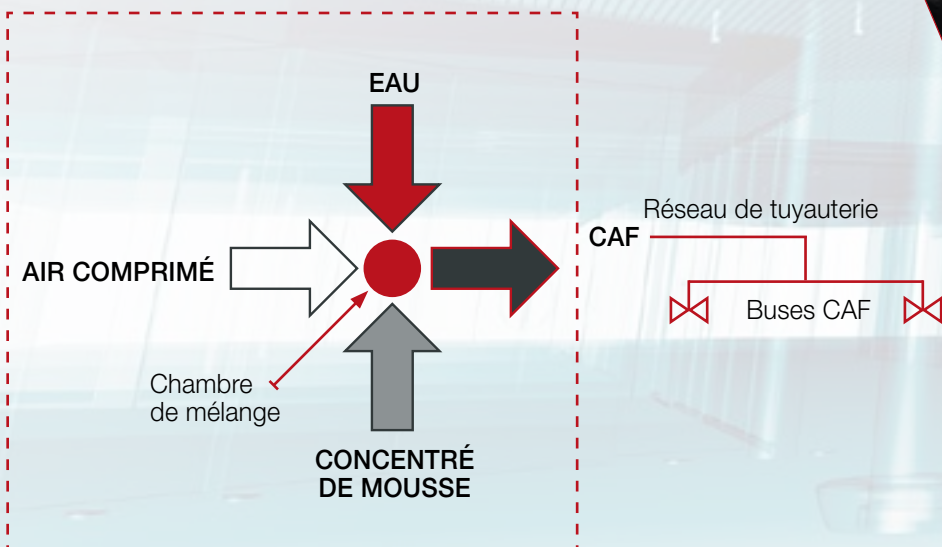 EAU
Réseau de tuyauterie
CAF
AIR COMPRIMÉ
Buses CAF
Chambre
de mélange
CONCENTRÉ
DE MOUSSE